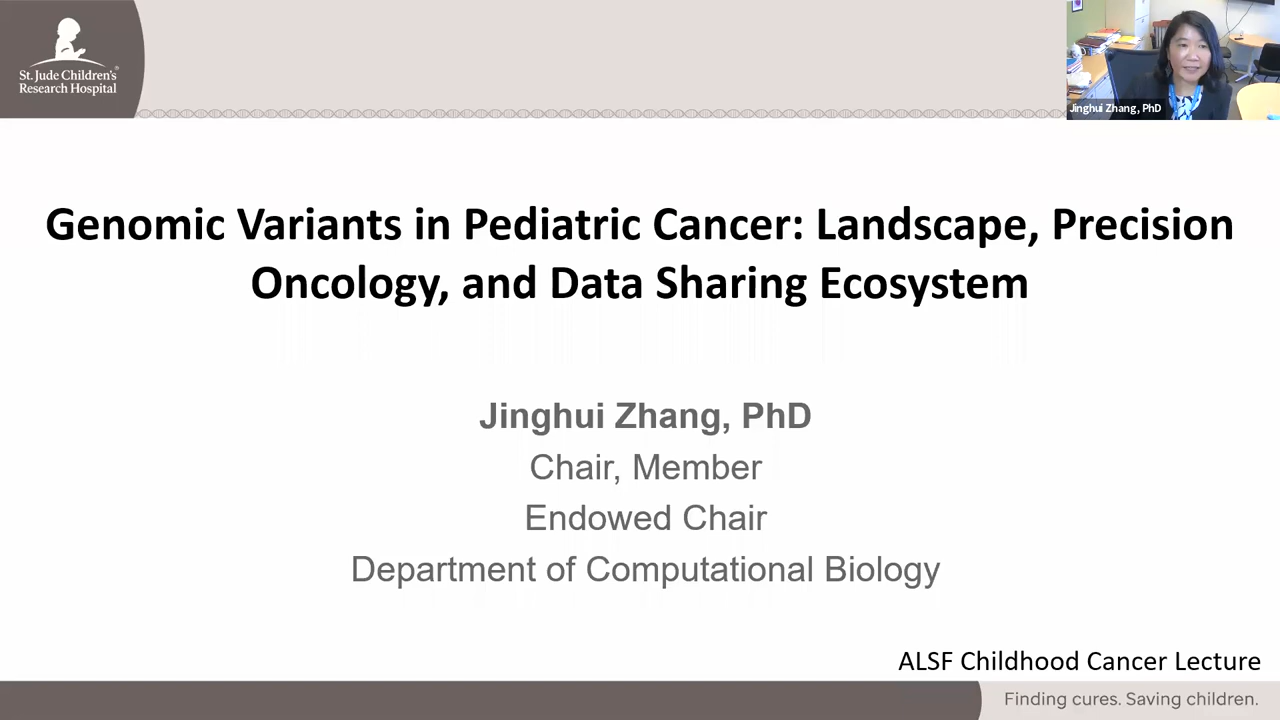 St. Jude Children's
Research Hospital
Jinghui Zhang, PhD
Genomic Variants in Pediatric Cancer: Landscape, Precision
Oncology, and Data Sharing Ecosystem
Jinghui Zhang, PhD
Chair, Member
Endowed Chair
Department of Computational Biology
ALSF Childhood Cancer Lecture
Finding cures. Saving children.